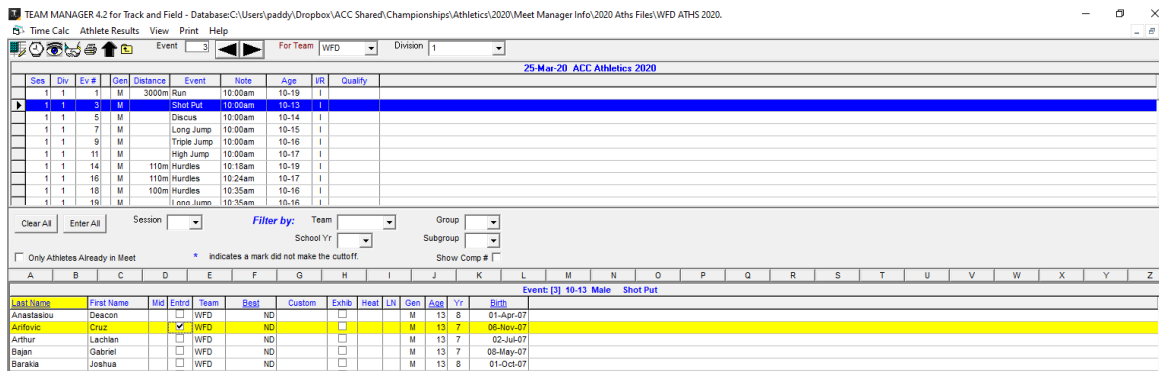 TEAM MANAGER 4.2 for Track and Field - Database:C:\Users\paddy\Dropbox\ACC Shared\Championships\Athletics\2020\Meet Manager Info\2020 Aths Files\WFD ATHS 2020.
Time Calc Athlete Results View Print Help
Event 3 For Team WFD Division 1
25-Mar-20 ACC Athletics 2020
Ses Div Ev # Gen Distance Event Note Age I/R Qualify
1 1 1 M 3000m Run 10:00am 10-19 I
1 1 3 M Shot Put 10:00am 10-13 I
1 1 5 M Discus 10:00am 10-14 I
1 1 7 M Long Jump 10:00am 10-15 I
1 1 9 M Triple Jump 10:00am 10-16 I
1 1 11 M High Jump 10:00am 10-17 I
1 1 14 M 110m Hurdles 10:18am 10-19 I
1 1 16 M 110m Hurdles 10:24am 10-17 I
1 1 18 M 100m Hurdles 10:35am 10-16 I
1 1 19 M Long Jump 10:35am 10-16 I
Clear All Enter All Session Filter by: Team Group
School Yr Subgroup
Only Athletes Already in Meet * indicates a mark did not make the cuttoff. Show Comp #
A B C D E F G H I J K L M N O P Q R S T U V W X Y Z
Event: [3] 10-13 Male Shot Put
Last Name First Name Mid Entrd Team Best Custom Exhib Heat LN Gen Age Yr Birth
Anastasiou Deacon WFD ND M 13 8 01-Apr-07
Arifovic Cruz WFD ND M 13 7 06-Nov-07
Arthur Lachlan WFD ND M 13 7 02-Jul-07
Bajan Gabriel WFD ND M 13 7 08-May-07
Barakia Joshua WFD ND M 13 8 01-Oct-07